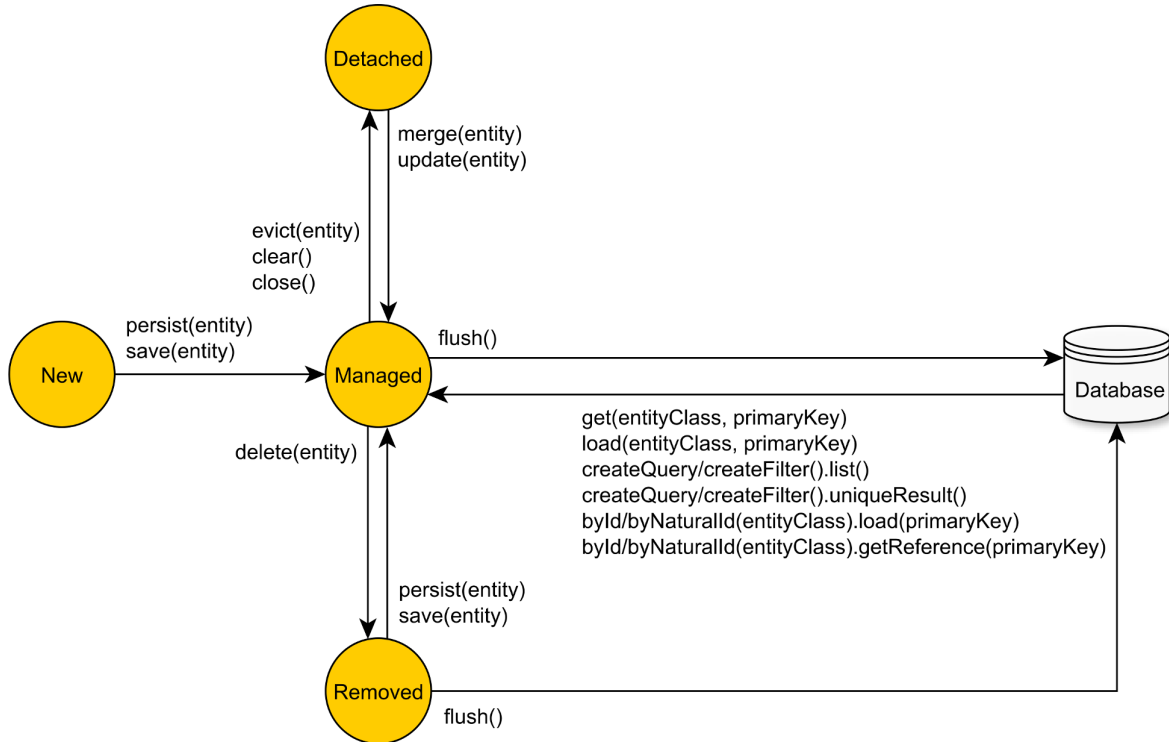 Detached
merge(entity)
update(entity)
evict(entity)
clear()
close()
persist(entity)
save(entity)
New
Managed
flush()
Database
get(entityClass, primaryKey)
load(entityClass, primaryKey)
createQuery/createFilter().list()
createQuery/createFilter().uniqueResult()
byId/byNaturalId(entityClass).load(primaryKey)
byId/byNaturalId(entityClass).getReference(primaryKey)
delete(entity)
persist(entity)
save(entity)
Removed
flush()